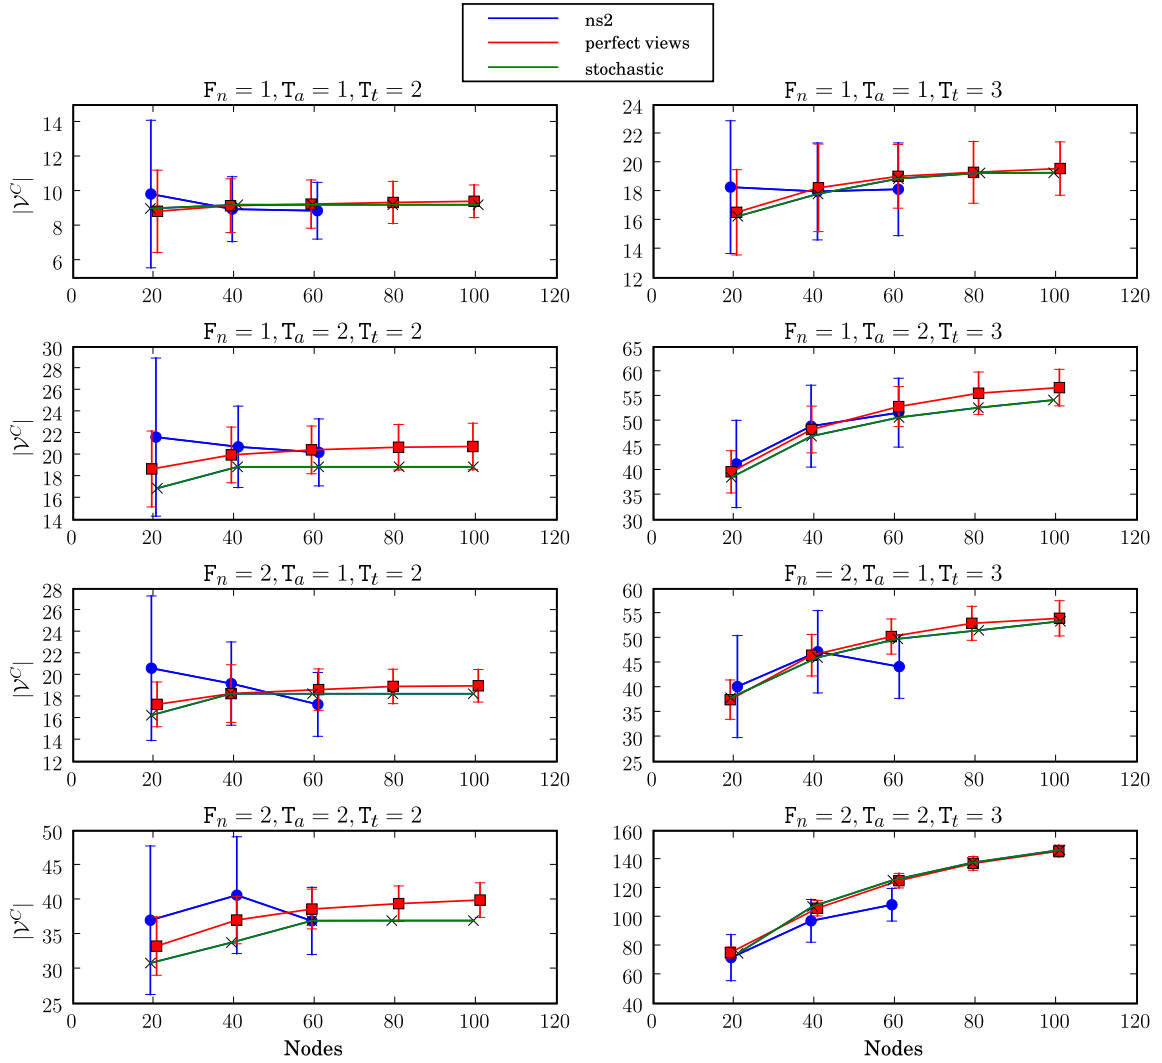 ns2
perfect views
stochastic
F_n = 1, T_a = 1, T_t = 2
|𝒱^C|
14
12
10
8
6
0 20 40 60 80 100 120
F_n = 1, T_a = 1, T_t = 3
24
22
20
18
16
14
12
0 20 40 60 80 100 120
F_n = 1, T_a = 2, T_t = 2
|𝒱^C|
30
28
26
24
22
20
18
16
14
0 20 40 60 80 100 120
F_n = 1, T_a = 2, T_t = 3
65
60
55
50
45
40
35
30
0 20 40 60 80 100 120
F_n = 2, T_a = 1, T_t = 2
|𝒱^C|
28
26
24
22
20
18
16
14
12
0 20 40 60 80 100 120
F_n = 2, T_a = 1, T_t = 3
60
55
50
45
40
35
30
25
0 20 40 60 80 100 120
F_n = 2, T_a = 2, T_t = 2
|𝒱^C|
50
45
40
35
30
25
0 20 40 60 80 100 120
Nodes
F_n = 2, T_a = 2, T_t = 3
160
140
120
100
80
60
40
0 20 40 60 80 100 120
Nodes